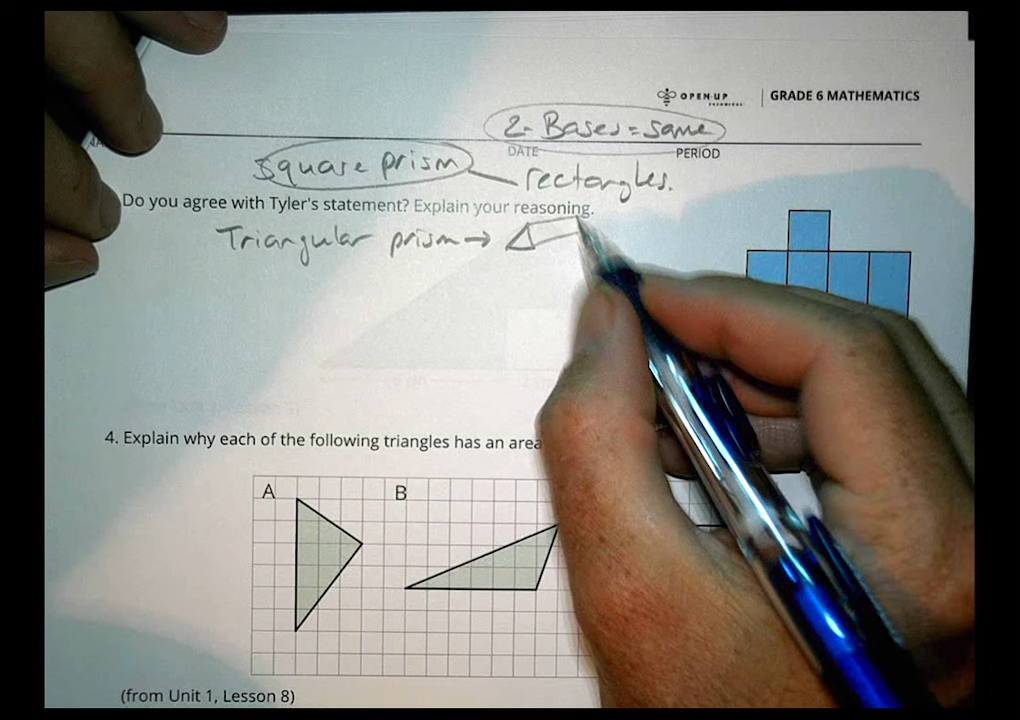 OPEN-UP
GRADE 6 MATHEMATICS
2- Bases = same
DATE
PERIOD
Square prism
rectangles.
Do you agree with Tyler's statement? Explain your reasoning.
Triangular prism →
4. Explain why each of the following triangles has an area
A
B
(from Unit 1, Lesson 8)